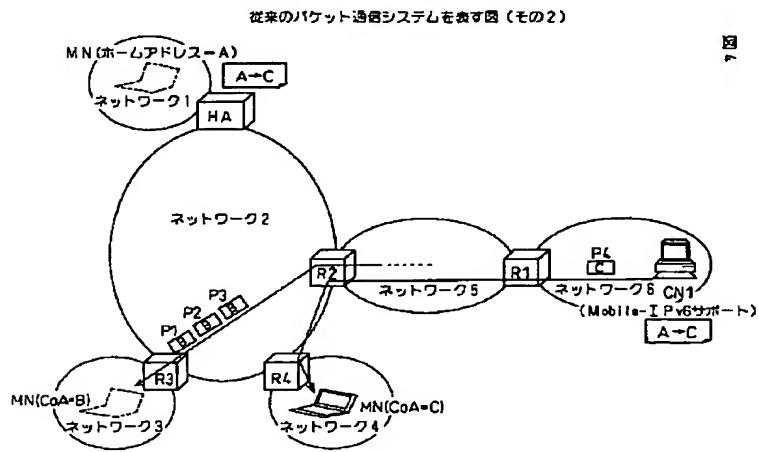 従来のパケット通信システムを表す図（その2）
図
MN(ホームアドレス=A)
A→C
ネットワーク1
HA
ネットワーク2
P4
C
R2
R1
ネットワーク5
ネットワーク6
CN1
(Mobile-IPv6サポート)
A→C
P3
P2
P1
B
B
B
R3
R4
MN(CoA=B)
MN(CoA=C)
ネットワーク3
ネットワーク4